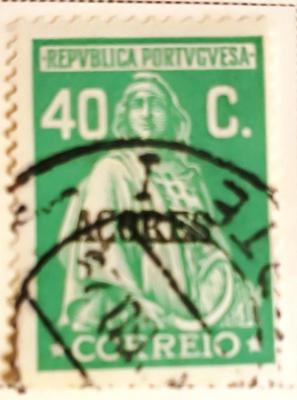 REPVBLICA PORTVGVESA
40 C.
AÇORES
CORREIO